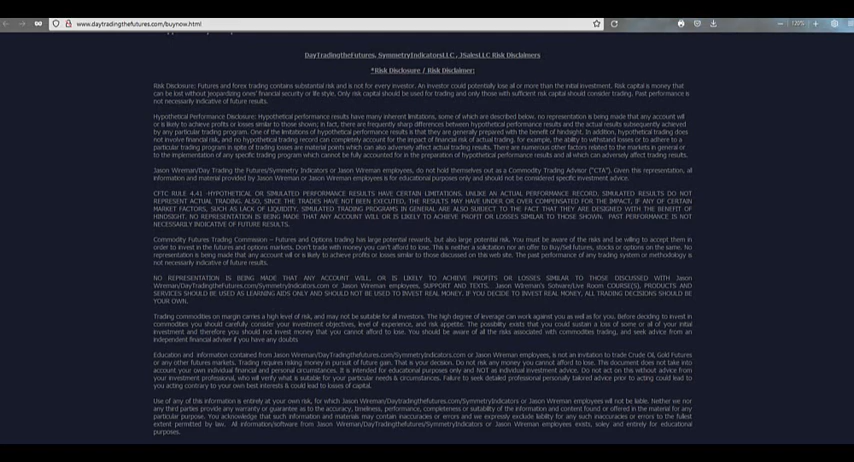 www.daytradingthefutures.com/buynow.html
120%
DayTradingtheFutures, SymmetryIndicatorsLLC, JSalesLLC Risk Disclaimers
*Risk Disclosure / Risk Disclaimer:
Risk Disclosure: Futures and forex trading contains substantial risk and is not for every investor. An investor could potentially lose all or more than the initial investment. Risk capital is money that
can be lost without jeopardizing ones' financial security or life style. Only risk capital should be used for trading and only those with sufficient risk capital should consider trading. Past performance is
not necessarily indicative of future results.
Hypothetical Performance Disclosure: Hypothetical performance results have many inherent limitations, some of which are described below. no representation is being made that any account will
or is likely to achieve profits or losses similar to those shown; in fact, there are frequently sharp differences between hypothetical performance results and the actual results subsequently achieved
by any particular trading program. One of the limitations of hypothetical performance results is that they are generally prepared with the benefit of hindsight. In addition, hypothetical trading does
not involve financial risk, and no hypothetical trading record can completely account for the impact of financial risk of actual trading. for example, the ability to withstand losses or to adhere to a
particular trading program in spite of trading losses are material points which can also adversely affect actual trading results. There are numerous other factors related to the markets in general or
to the implementation of any specific trading program which cannot be fully accounted for in the preparation of hypothetical performance results and all which can adversely affect trading results.
Jason Wireman/Day Trading the Futures/Symmetry Indicators or Jason Wireman employees, do not hold themselves out as a Commodity Trading Advisor ("CTA"). Given this representation, all
information and material provided by Jason Wireman or Jason Wireman employees is for educational purposes only and should not be considered specific investment advice.
CFTC RULE 4.41 -HYPOTHETICAL OR SIMULATED PERFORMANCE RESULTS HAVE CERTAIN LIMITATIONS. UNLIKE AN ACTUAL PERFORMANCE RECORD, SIMULATED RESULTS DO NOT
REPRESENT ACTUAL TRADING. ALSO, SINCE THE TRADES HAVE NOT BEEN EXECUTED, THE RESULTS MAY HAVE UNDER OR OVER COMPENSATED FOR THE IMPACT, IF ANY OF CERTAIN
MARKET FACTORS, SUCH AS LACK OF LIQUIDITY. SIMULATED TRADING PROGRAMS IN GENERAL ARE ALSO SUBJECT TO THE FACT THAT THEY ARE DESIGNED WITH THE BENEFIT OF
HINDSIGHT. NO REPRESENTATION IS BEING MADE THAT ANY ACCOUNT WILL OR IS LIKELY TO ACHIEVE PROFIT OR LOSSES SIMILAR TO THOSE SHOWN. PAST PERFORMANCE IS NOT
NECESSARILY INDICATIVE OF FUTURE RESULTS.
Commodity Futures Trading Commission – Futures and Options trading has large potential rewards, but also large potential risk. You must be aware of the risks and be willing to accept them in
order to invest in the futures and options markets. Don't trade with money you can't afford to lose. This is neither a solicitation nor an offer to Buy/Sell futures, stocks or options on the same. No
representation is being made that any account will or is likely to achieve profits or losses similar to those discussed on this web site. The past performance of any trading system or methodology is
not necessarily indicative of future results.
NO REPRESENTATION IS BEING MADE THAT ANY ACCOUNT WILL, OR IS LIKELY TO ACHIEVE PROFITS OR LOSSES SIMILAR TO THOSE DISCUSSED WITH Jason
Wireman/DayTradingtheFutures.com/SymmetryIndicators.com or Jason Wireman employees, SUPPORT AND TEXTS. Jason Wireman's Sotware/Live Room COURSE(S), PRODUCTS AND
SERVICES SHOULD BE USED AS LEARNING AIDS ONLY AND SHOULD NOT BE USED TO INVEST REAL MONEY. IF YOU DECIDE TO INVEST REAL MONEY, ALL TRADING DECISIONS SHOULD BE
YOUR OWN.
Trading commodities on margin carries a high level of risk, and may not be suitable for all investors. The high degree of leverage can work against you as well as for you. Before deciding to invest in
commodities you should carefully consider your investment objectives, level of experience, and risk appetite. The possibility exists that you could sustain a loss of some or all of your initial
investment and therefore you should not invest money that you cannot afford to lose. You should be aware of all the risks associated with commodities trading, and seek advice from an
independent financial adviser if you have any doubts
Education and information contained from Jason Wireman/DayTradingthefutures.com/SymmetryIndicators.com or Jason Wireman employees, is not an invitation to trade Crude Oil, Gold Futures
or any other futures markets. Trading requires risking money in pursuit of future gain. That is your decision. Do not risk any money you cannot afford to lose. This document does not take into
account your own individual financial and personal circumstances. It is intended for educational purposes only and NOT as individual investment advice. Do not act on this without advice from
your investment professional, who will verify what is suitable for your particular needs & circumstances. Failure to seek detailed professional personally tailored advice prior to acting could lead to
you acting contrary to your own best interests & could lead to losses of capital.
Use of any of this information is entirely at your own risk, for which Jason Wireman/Daytradingthefutures/SymmetryIndicators or Jason Wireman employees will not be liable. Neither we nor
any third parties provide any warranty or guarantee as to the accuracy, timeliness, performance, completeness or suitability of the information and content found or offered in the material for any
particular purpose. You acknowledge that such information and materials may contain inaccuracies or errors and we expressly exclude liability for any such inaccuracies or errors to the fullest
extent permitted by law. All information/software from Jason Wireman/DayTradingthefutures/SymmetryIndicators or Jason Wireman employees exists, soley and entirely for educational
purposes.